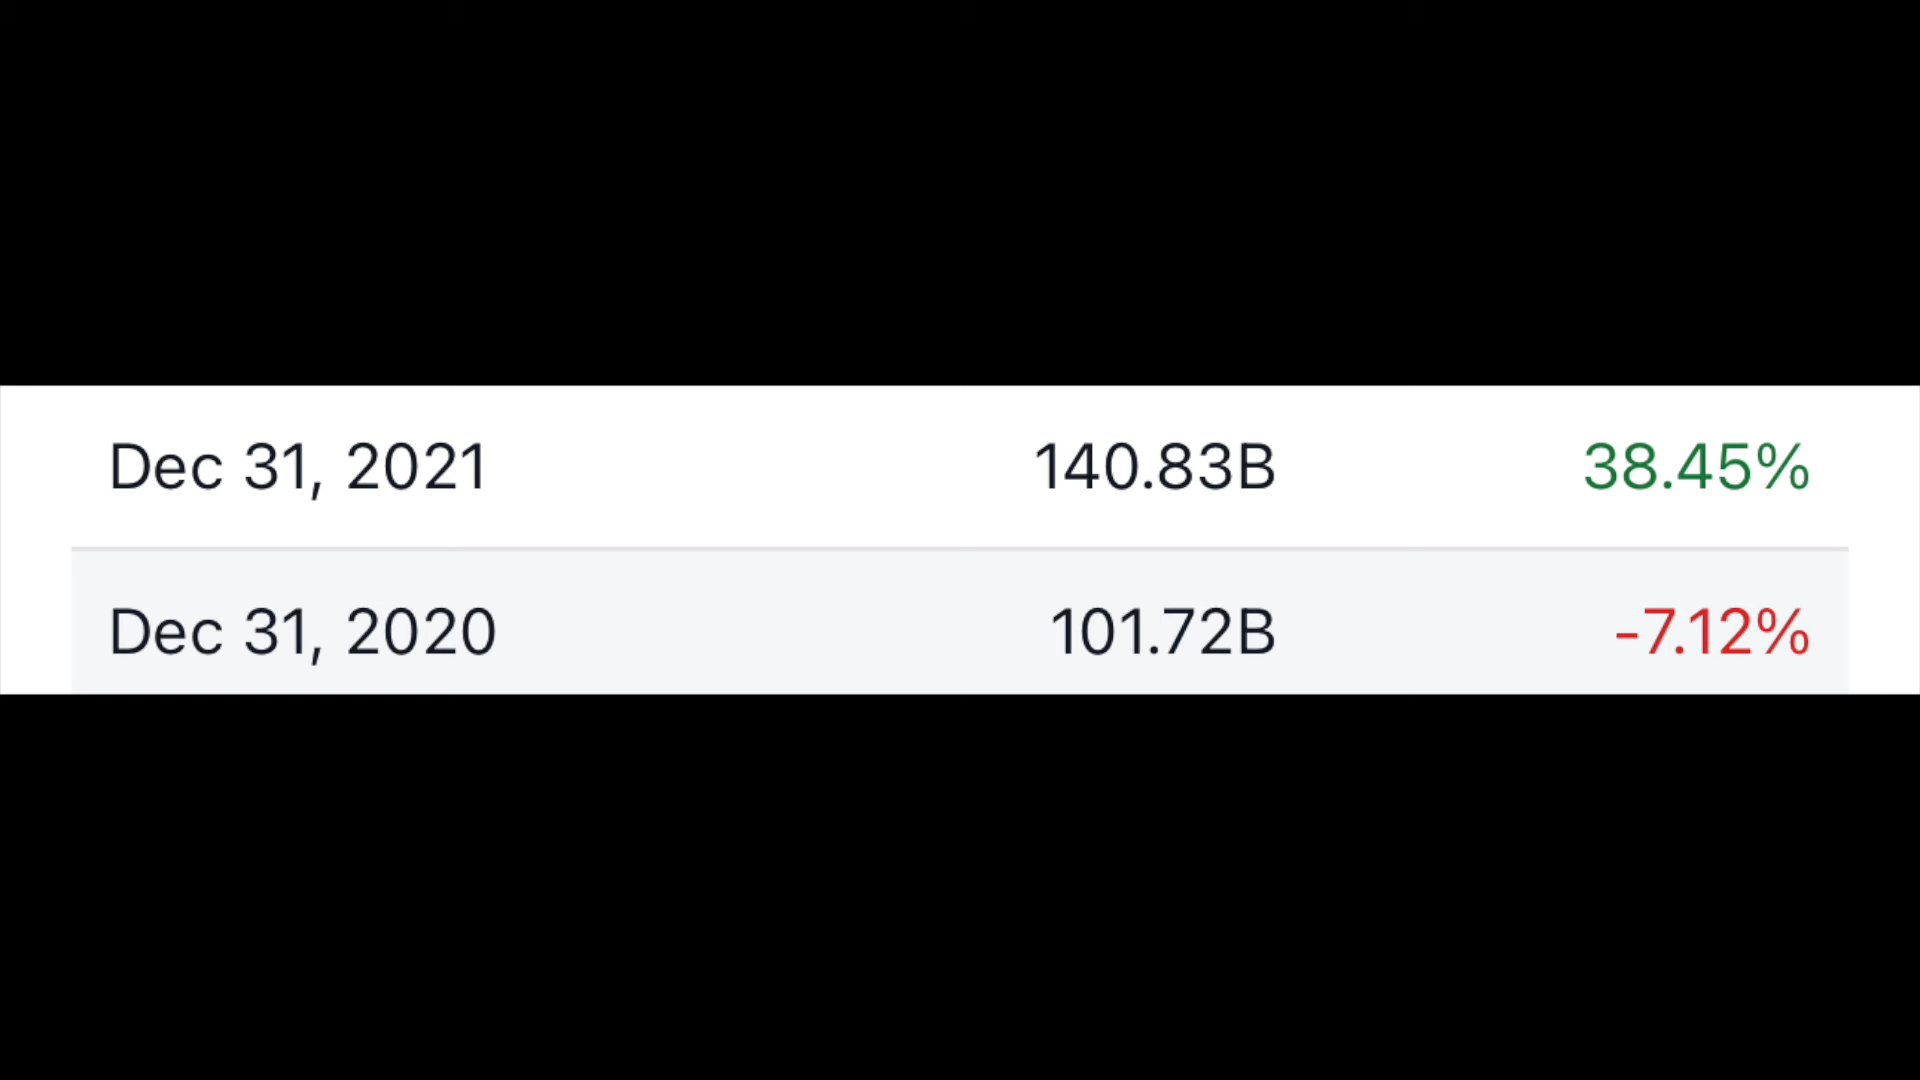 Dec 31, 2021 140.83B 38.45%
Dec 31, 2020 101.72B -7.12%